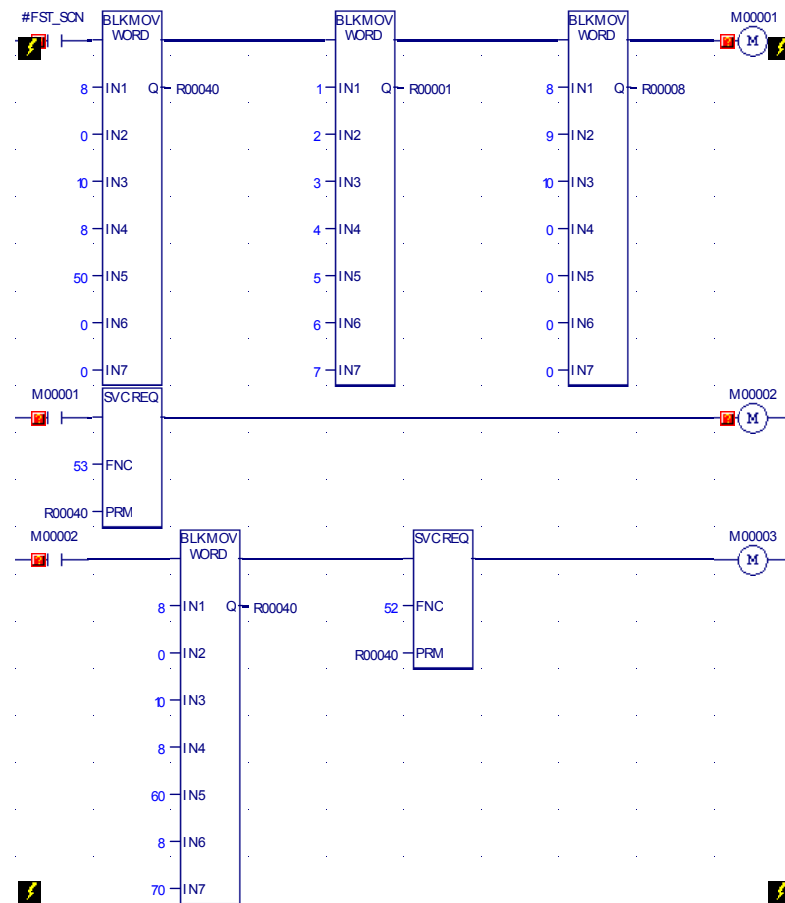 #FST_SCN BLKMOV BLKMOV BLKMOV M00001
WORD WORD WORD M
8 IN1 Q R00040 1 IN1 Q R00001 8 IN1 Q R00008
0 IN2 2 IN2 9 IN2
10 IN3 3 IN3 10 IN3
8 IN4 4 IN4 0 IN4
50 IN5 5 IN5 0 IN5
0 IN6 6 IN6 0 IN6
0 IN7 7 IN7 0 IN7
M00001 SVCREQ M00002
M
53 FNC
R00040 PRM
M00002 BLKMOV SVCREQ M00003
WORD M
8 IN1 Q R00040 52 FNC
0 IN2 R00040 PRM
10 IN3
8 IN4
60 IN5
8 IN6
70 IN7